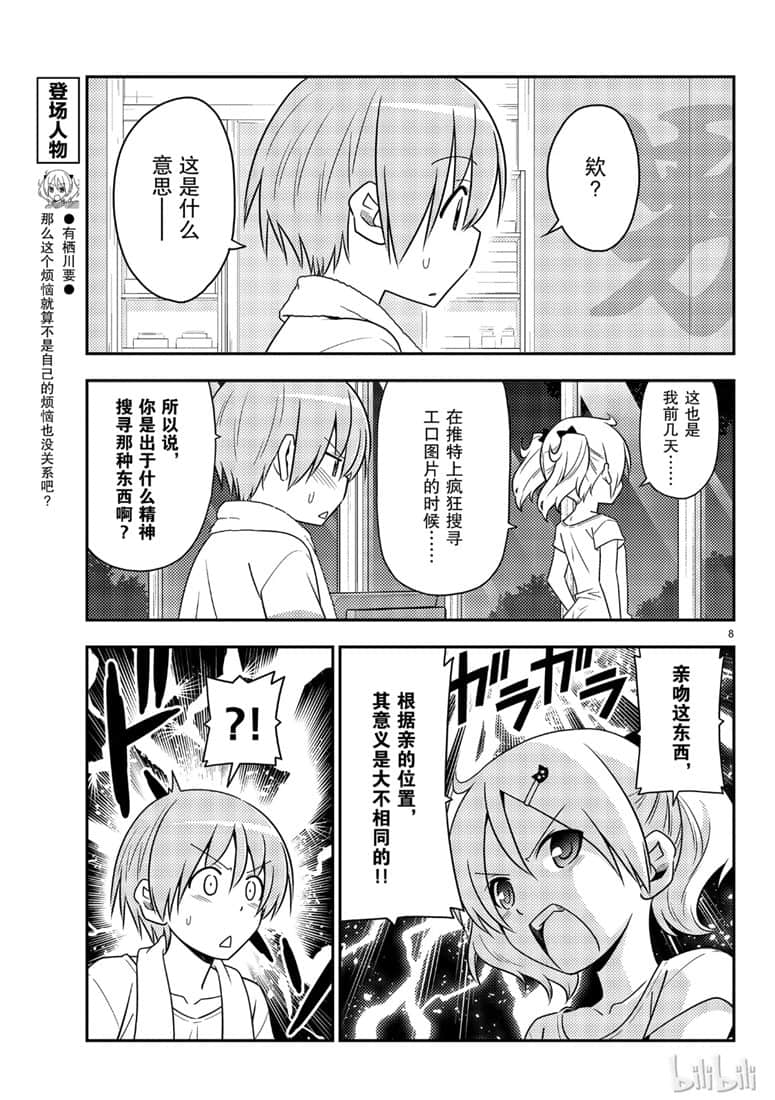 欸？
这是什么
意思——
登场人物
●有栖川要●
那么这个烦恼就算不是自己的烦恼也没关系吧？
这也是
我前几天……
在推特上疯狂搜寻
工口图片的时候……
所以说，
你是出于什么精神
搜寻那种东西啊？
8
亲吻这东西，
ガラガラ
根据亲的位置，
其意义是大不相同的!!
?!
bilibili